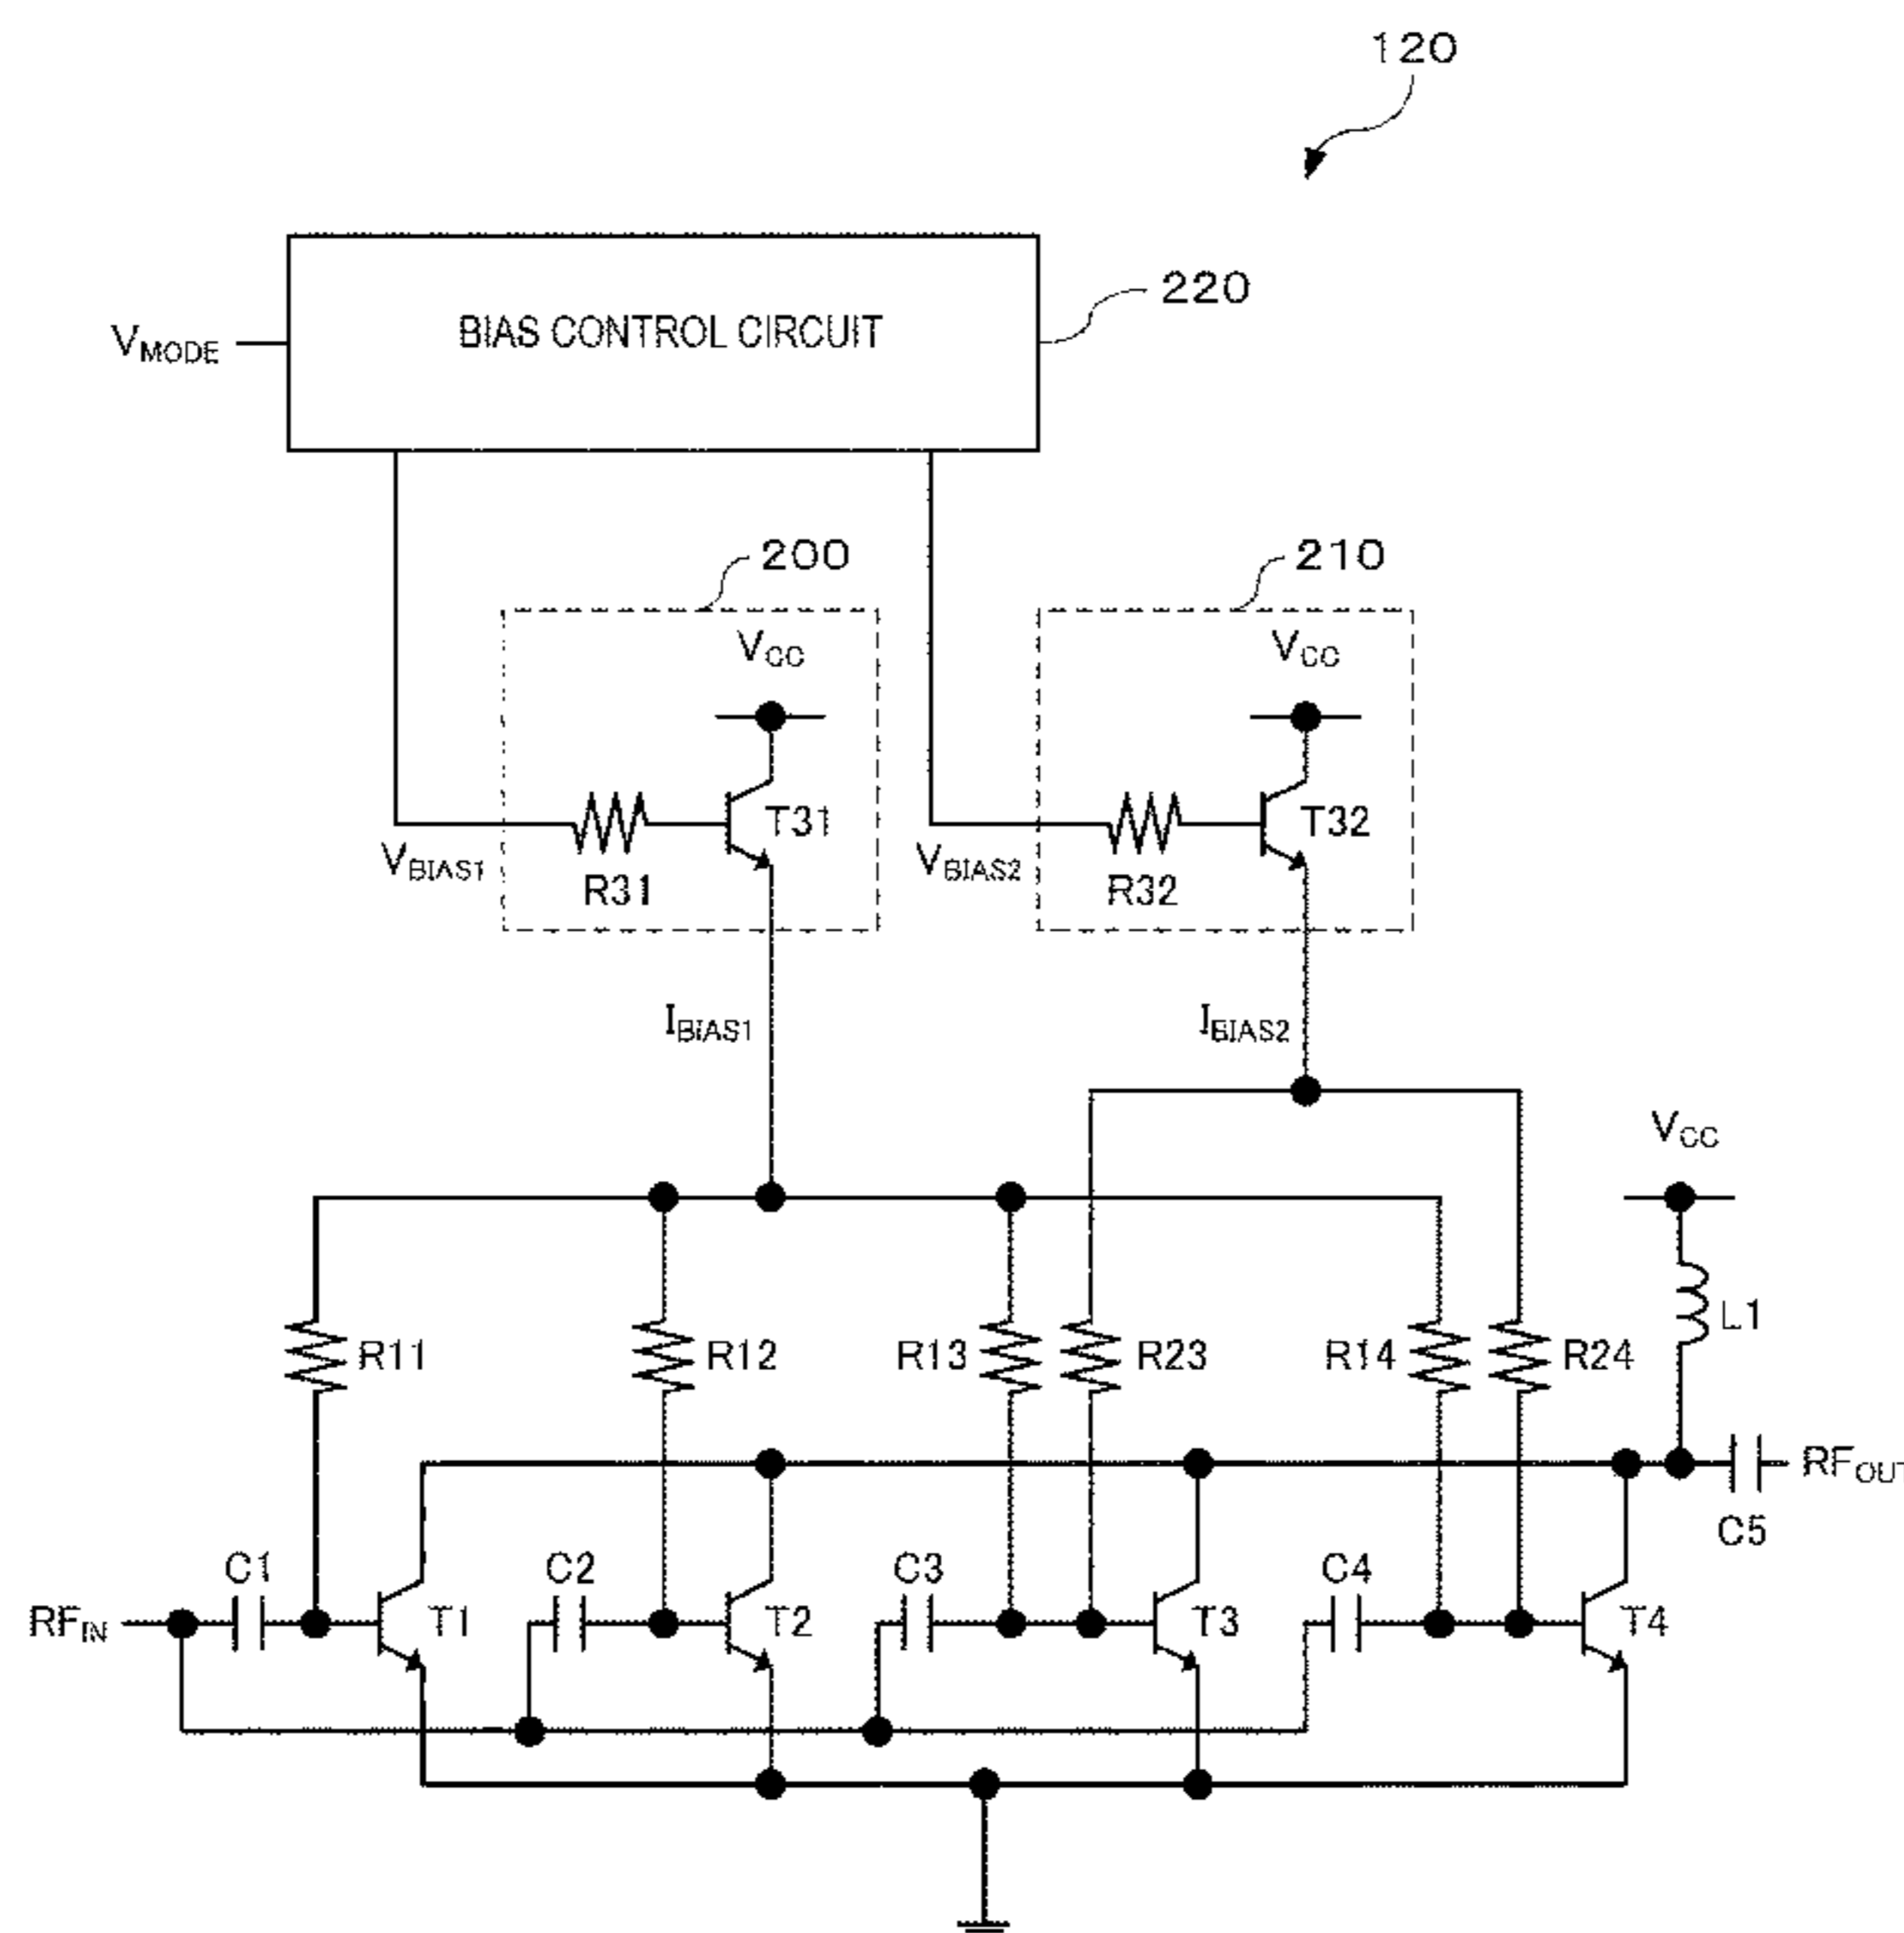 120
BIAS CONTROL CIRCUIT
220
VMODE
200
210
VCC
VCC
T31
T32
VBIAS1
R31
VBIAS2
R32
IBIAS1
IBIAS2
VCC
L1
R11
R12
R13
R23
R14
R24
RFOUT
C5
C1
C2
C3
C4
RFIN
T1
T2
T3
T4